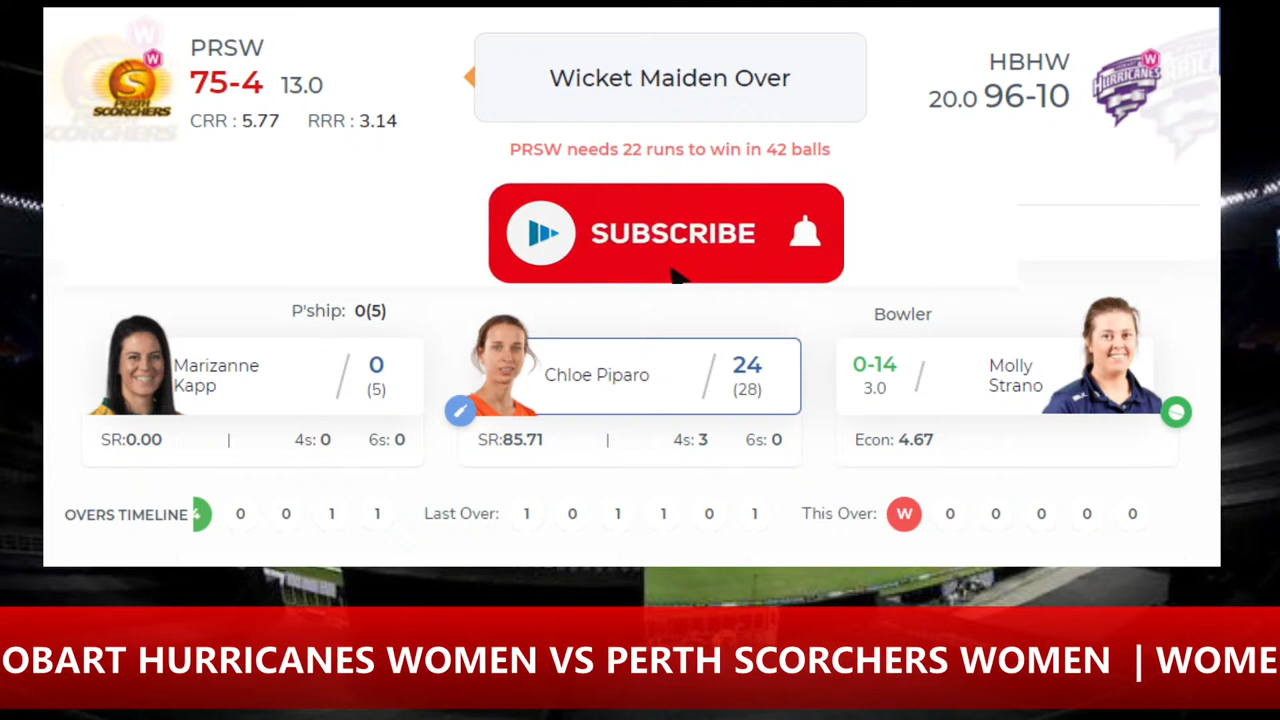 PRSW
75-4 13.0
CRR : 5.77 RRR : 3.14
W
PERTH
SCORCHERS
Wicket Maiden Over
PRSW needs 22 runs to win in 42 balls
HBHW
20.0 96-10
W
HURRICANES
SUBSCRIBE
P'ship: 0(5)
Marizanne
Kapp
0
(5)
SR:0.00 | 4s: 0 6s: 0
Chloe Piparo
24
(28)
SR:85.71 | 4s: 3 6s: 0
Bowler
0-14
3.0
Molly
Strano
Econ: 4.67
OVERS TIMELINE 4 0 0 1 1 Last Over: 1 0 1 1 0 1 This Over: W 0 0 0 0 0
OBART HURRICANES WOMEN VS PERTH SCORCHERS WOMEN | WOME